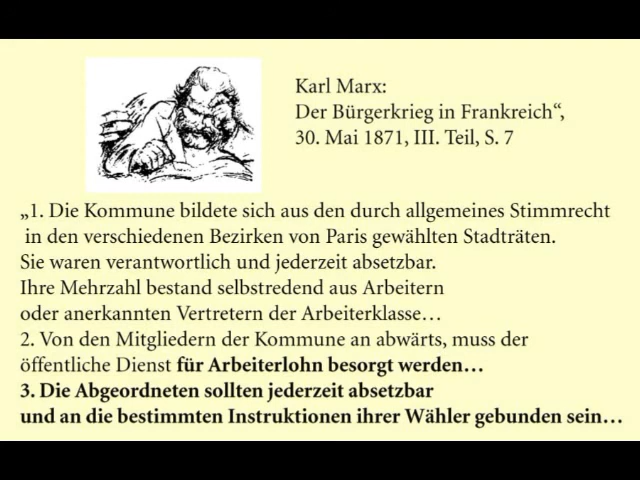 Karl Marx:
Der Bürgerkrieg in Frankreich“,
30. Mai 1871, III. Teil, S. 7
„1. Die Kommune bildete sich aus den durch allgemeines Stimmrecht
in den verschiedenen Bezirken von Paris gewählten Stadträten.
Sie waren verantwortlich und jederzeit absetzbar.
Ihre Mehrzahl bestand selbstredend aus Arbeitern
oder anerkannten Vertretern der Arbeiterklasse…
2. Von den Mitgliedern der Kommune an abwärts, muss der
öffentliche Dienst für Arbeiterlohn besorgt werden…
3. Die Abgeordneten sollten jederzeit absetzbar
und an die bestimmten Instruktionen ihrer Wähler gebunden sein…